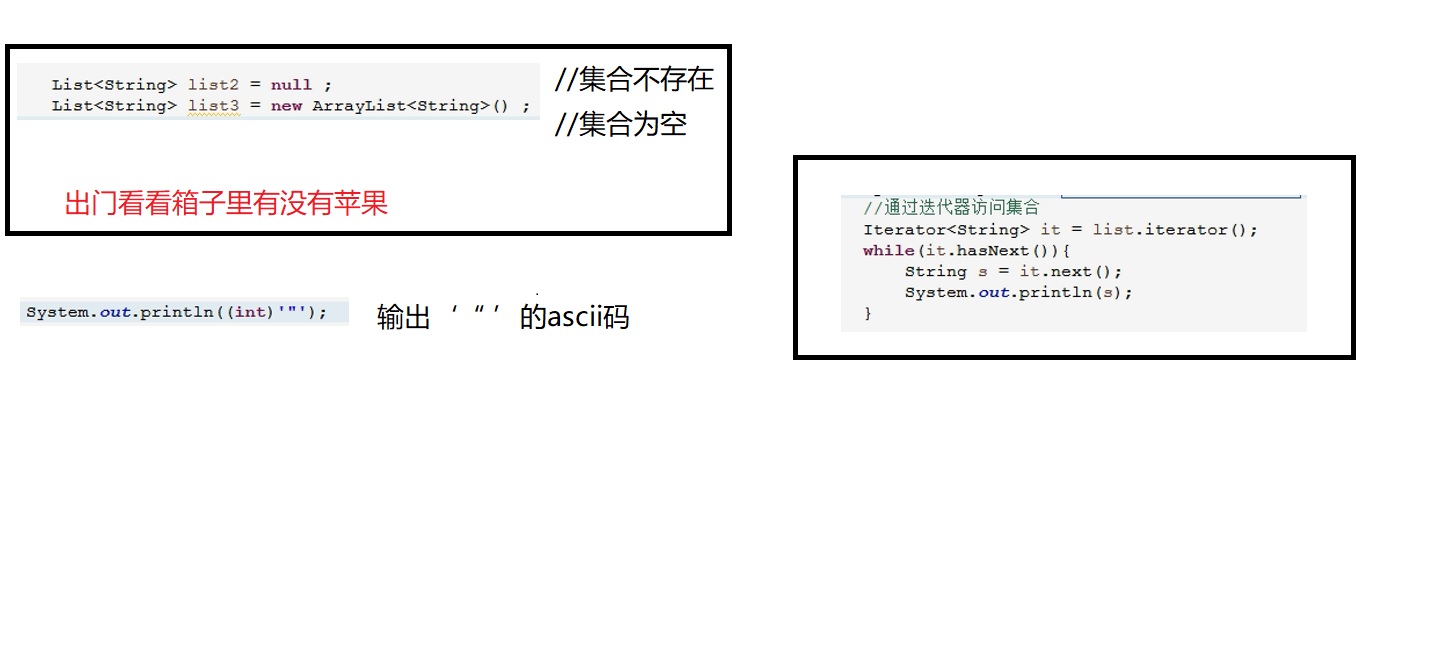 List<String> list2 = null ; //集合不存在
List<String> list3 = new ArrayList<String>() ; //集合为空
出门看看箱子里有没有苹果
System.out.println((int)'"'); 输出 ‘ “ ’ 的ascii码
//通过迭代器访问集合
Iterator<String> it = list.iterator();
while(it.hasNext()){
String s = it.next();
System.out.println(s);
}